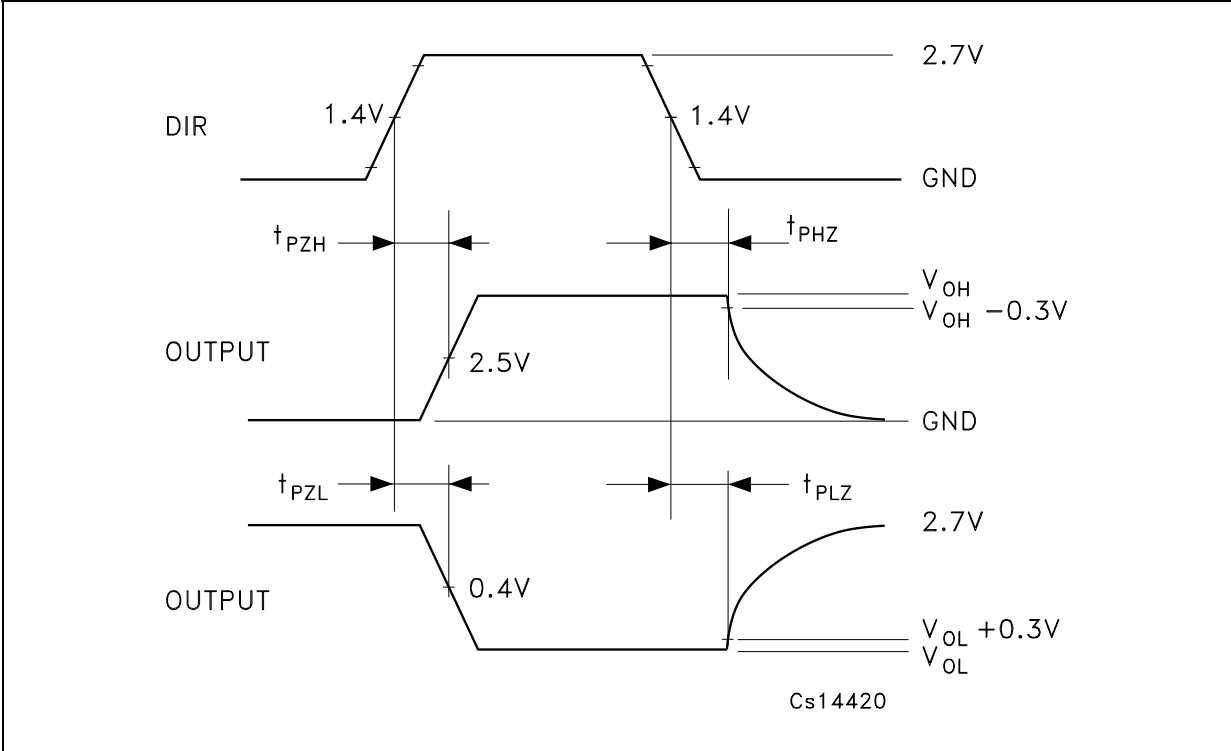 2.7V
1.4V
1.4V
DIR
GND
tPZH
tPHZ
VOH
VOH -0.3V
OUTPUT
2.5V
GND
tPZL
tPLZ
2.7V
OUTPUT
0.4V
VOL +0.3V
VOL
Cs14420